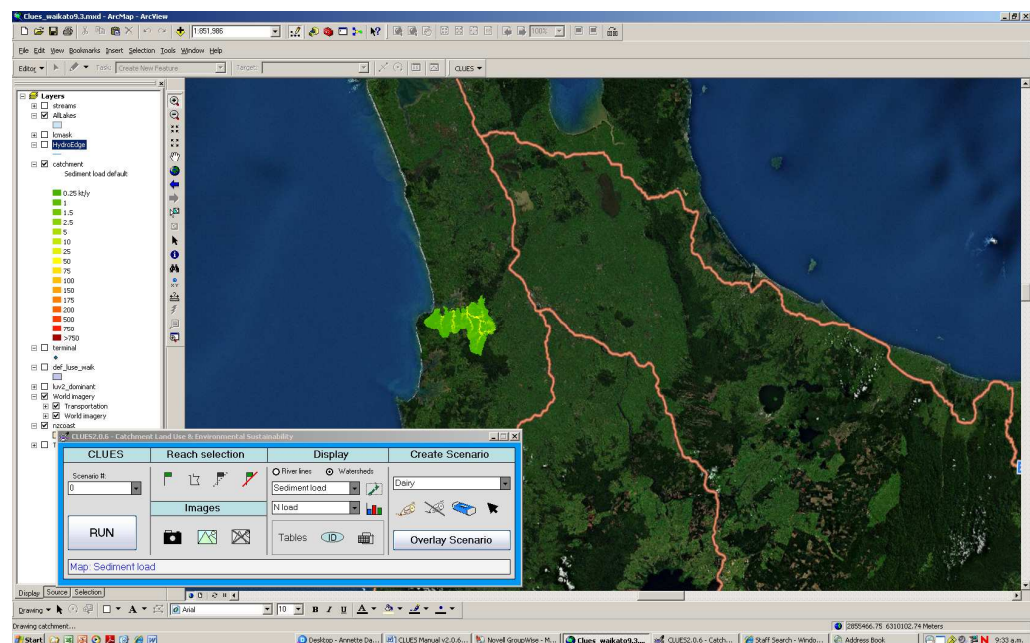 Clues_waikato9.3.mxd - ArcMap - ArcView
1:851,986
100%
File Edit View Bookmarks Insert Selection Tools Window Help
Editor Task: Create New Feature Target: CLUES
Layers
streams
AllLakes
lcmask
HydroEdge
catchment
Sediment load default
0.25 kt/y
1
1.5
2.5
5
10
25
50
75
100
150
175
200
500
750
>750
terminal
def_luse_waik
luv2_dominant
World imagery
Transportation
World imagery
nzcoast
CLUES2.0.6 - Catchment Land Use & Environmental Sustainability
CLUES Reach selection Display Create Scenario
Scenario #:
0
River lines Watersheds
Sediment load
Dairy
Images
N load
RUN
Tables ID
Overlay Scenario
Map: Sediment load
Display Source Selection
Drawing Arial 10 B I U A
Drawing catchment...
2855466.75 6310102.74 Meters
Start
Desktop - Annette Da...
CLUES Manual v2.0.6...
Novell GroupWise - M...
Clues_waikato9.3...
CLUES2.0.6 - Catch...
Staff Search - Windo...
Address Book
9:33 a.m.